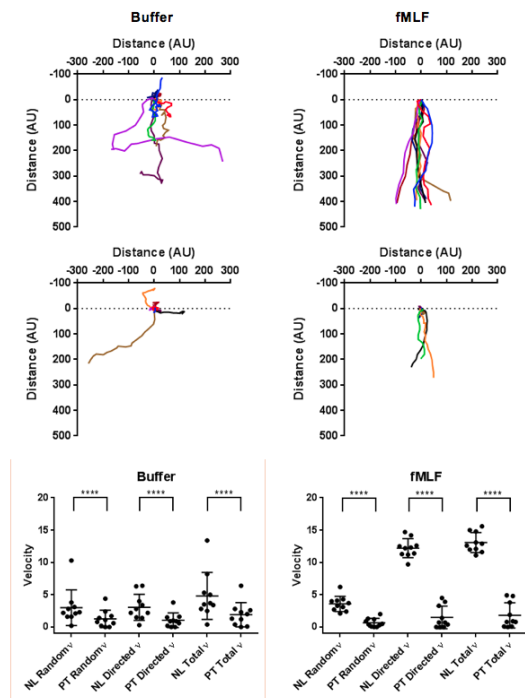 Buffer
fMLF
Distance (AU)
Distance (AU)
-300 -200 -100 0 100 200 300
-300 -200 -100 0 100 200 300
-100
0
100
200
300
400
500
Distance (AU)
-100
0
100
200
300
400
500
Distance (AU)
Distance (AU)
Distance (AU)
-300 -200 -100 0 100 200 300
-300 -200 -100 0 100 200 300
-100
0
100
200
300
400
500
Distance (AU)
-100
0
100
200
300
400
500
Distance (AU)
Buffer
20
15
10
5
0
Velocity
**** **** ****
NL Random v
PT Random v
NL Directed v
PT Directed v
NL Total v
PT Total v
fMLF
20
15
10
5
0
Velocity
**** **** ****
NL Random v
PT Random v
NL Directed v
PT Directed v
NL Total v
PT Total v